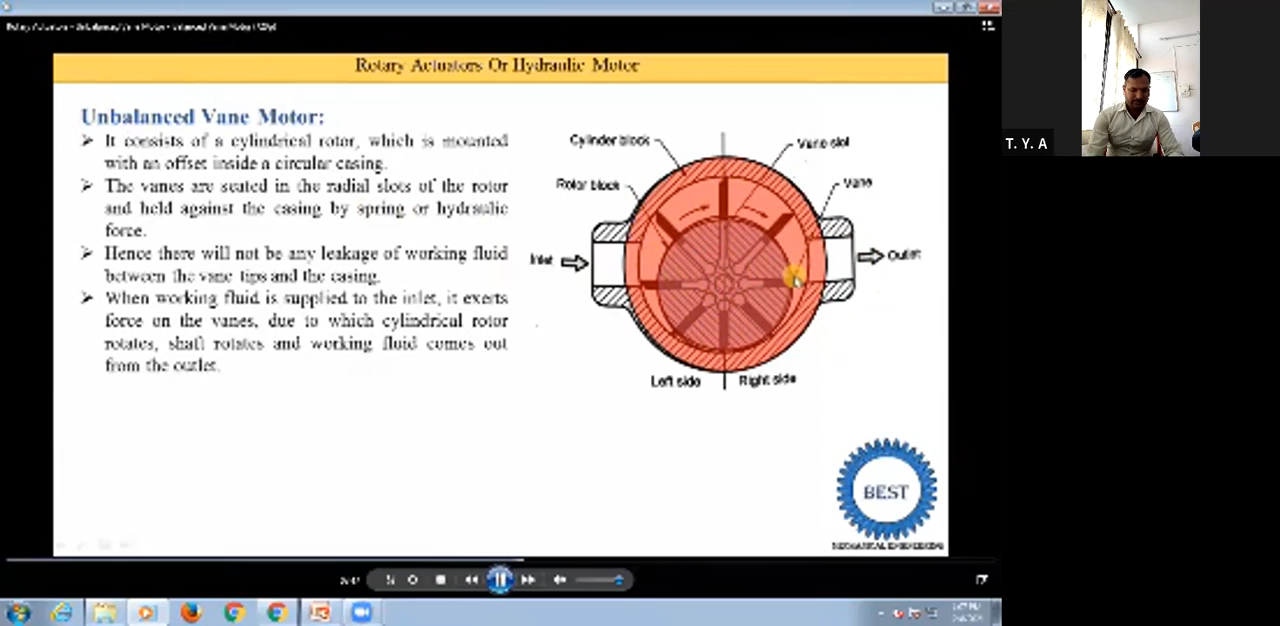 Rotary Actuators Or Hydraulic Motor
T. Y. A
Unbalanced Vane Motor:
➢ It consists of a cylindrical rotor, which is mounted
with an offset inside a circular casing.
➢ The vanes are seated in the radial slots of the rotor
and held against the casing by spring or hydraulic
force.
➢ Hence there will not be any leakage of working fluid
between the vane tips and the casing.
➢ When working fluid is supplied to the inlet, it exerts
force on the vanes, due to which cylindrical rotor
rotates, shaft rotates and working fluid comes out
from the outlet.
Cylinder block
Vane slot
Rotor block
Vane
Inlet
Outlet
Left side
Right side
BEST
MECHANICAL ENGINEERING